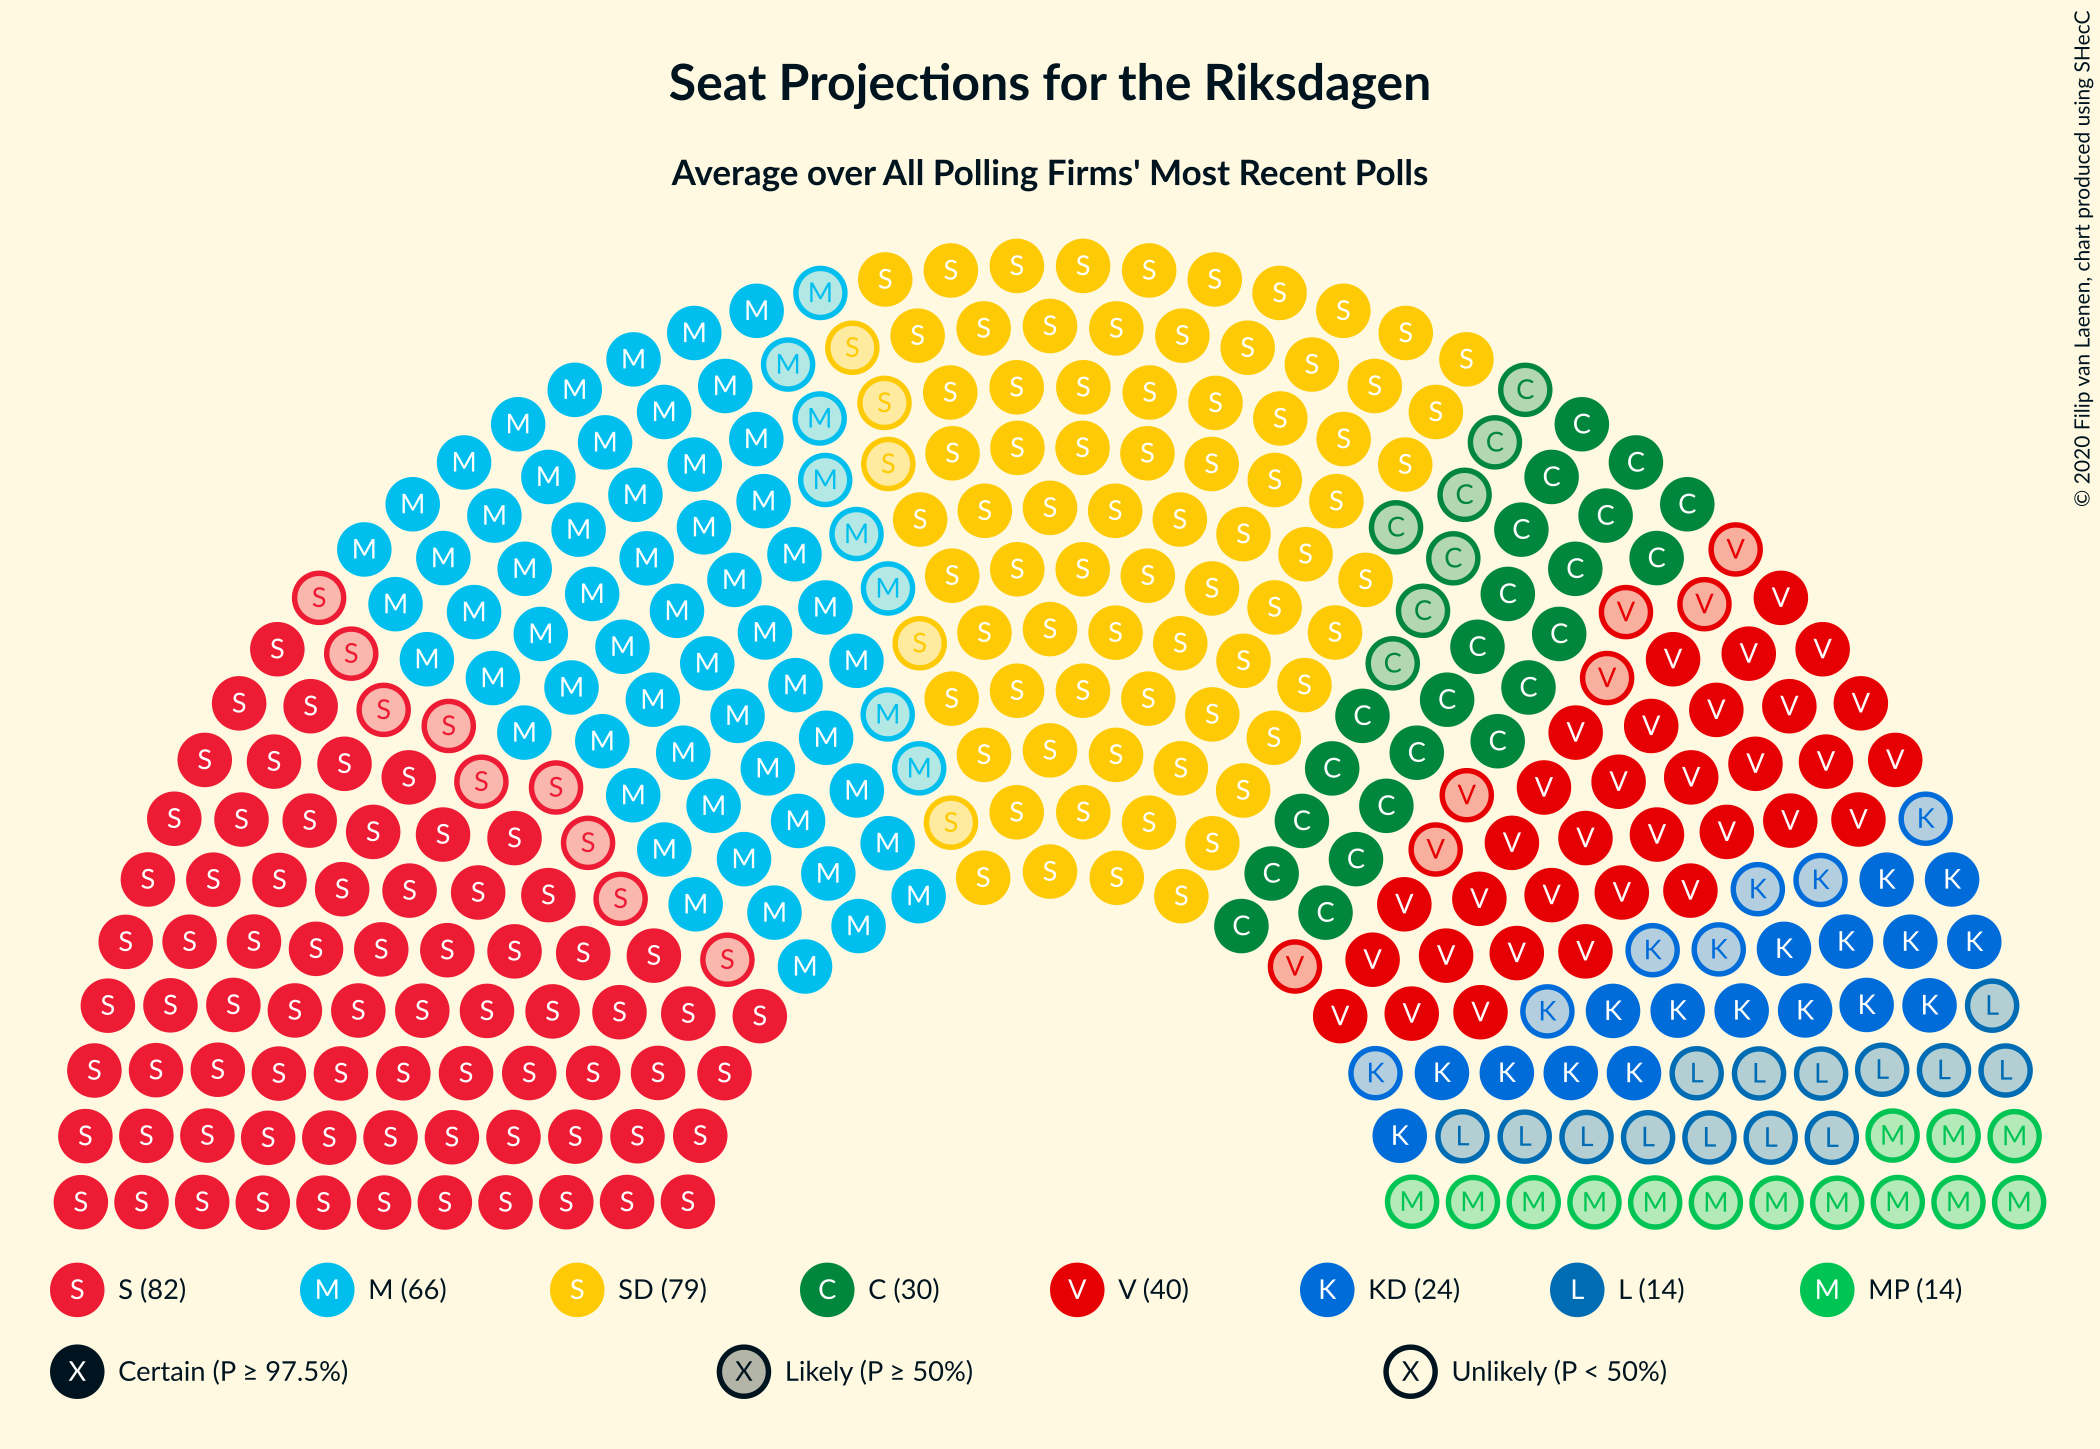 Seat Projections for the Riksdagen
Average over All Polling Firms' Most Recent Polls
© 2020 Filip van Laenen, chart produced using SHecC
S S (82) M M (66) S SD (79) C C (30) V V (40) K KD (24) L L (14) M MP (14)
X Certain (P ≥ 97.5%) X Likely (P ≥ 50%) X Unlikely (P < 50%)